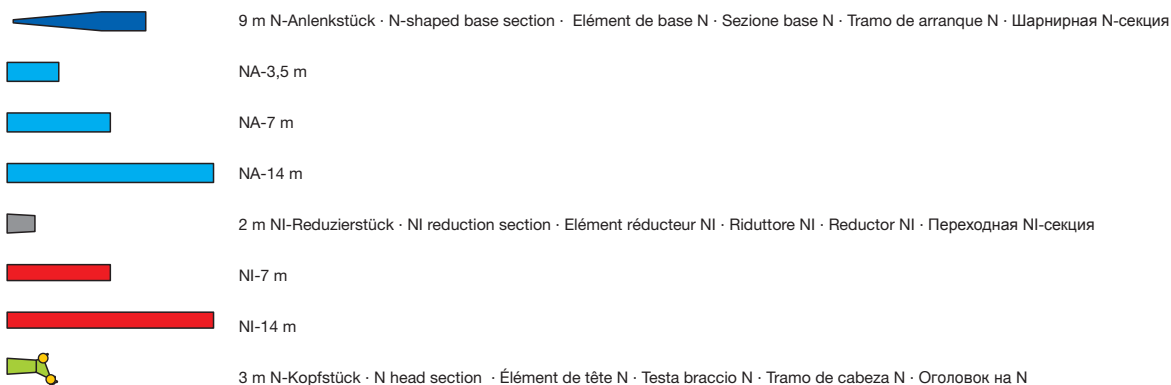 9 m N-Anlenkstück · N-shaped base section · Elément de base N · Sezione base N · Tramo de arranque N · Шарнирная N-секция
NA-3,5 m
NA-7 m
NA-14 m
2 m NI-Reduzierstück · NI reduction section · Elément réducteur NI · Riduttore NI · Reductor NI · Переходная NI-секция
NI-7 m
NI-14 m
3 m N-Kopfstück · N head section · Élément de tête N · Testa braccio N · Tramo de cabeza N · Оголовок на N